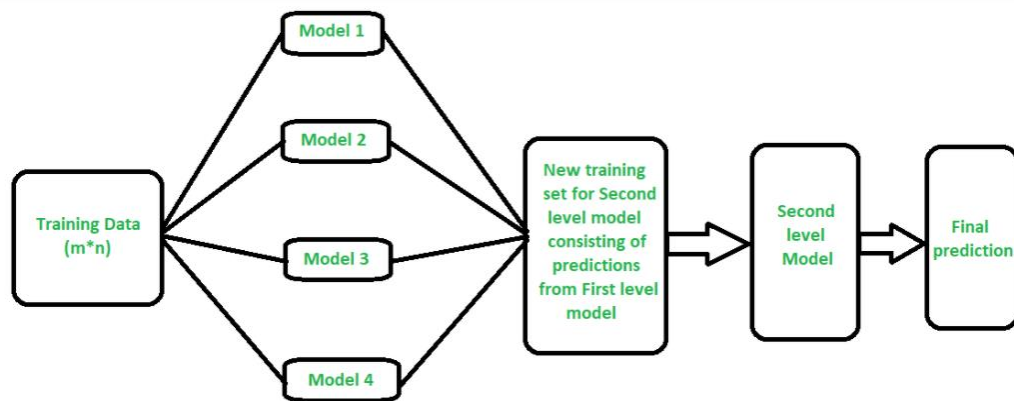 Training Data
(m*n)
Model 1
Model 2
Model 3
Model 4
New training
set for Second
level model
consisting of
predictions
from First level
model
Second
level
Model
Final
prediction